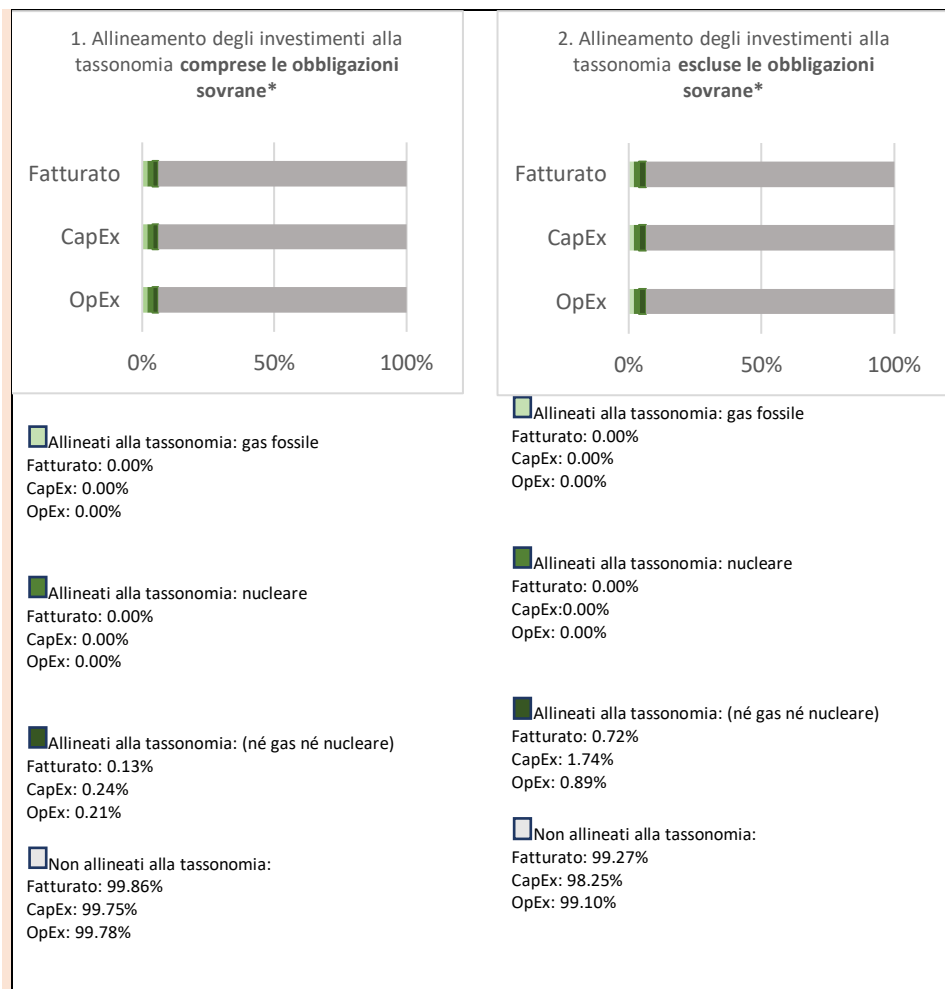 1. Allineamento degli investimenti alla
tassonomia comprese le obbligazioni
sovrane*
Fatturato
CapEx
OpEx
0%
50%
100%
Allineati alla tassonomia: gas fossile
Fatturato: 0.00%
CapEx: 0.00%
OpEx: 0.00%
Allineati alla tassonomia: nucleare
Fatturato: 0.00%
CapEx: 0.00%
OpEx: 0.00%
Allineati alla tassonomia: (né gas né nucleare)
Fatturato: 0.13%
CapEx: 0.24%
OpEx: 0.21%
Non allineati alla tassonomia:
Fatturato: 99.86%
CapEx: 99.75%
OpEx: 99.78%
2. Allineamento degli investimenti alla
tassonomia escluse le obbligazioni
sovrane*
Fatturato
CapEx
OpEx
0%
50%
100%
Allineati alla tassonomia: gas fossile
Fatturato: 0.00%
CapEx: 0.00%
OpEx: 0.00%
Allineati alla tassonomia: nucleare
Fatturato: 0.00%
CapEx:0.00%
OpEx: 0.00%
Allineati alla tassonomia: (né gas né nucleare)
Fatturato: 0.72%
CapEx: 1.74%
OpEx: 0.89%
Non allineati alla tassonomia:
Fatturato: 99.27%
CapEx: 98.25%
OpEx: 99.10%